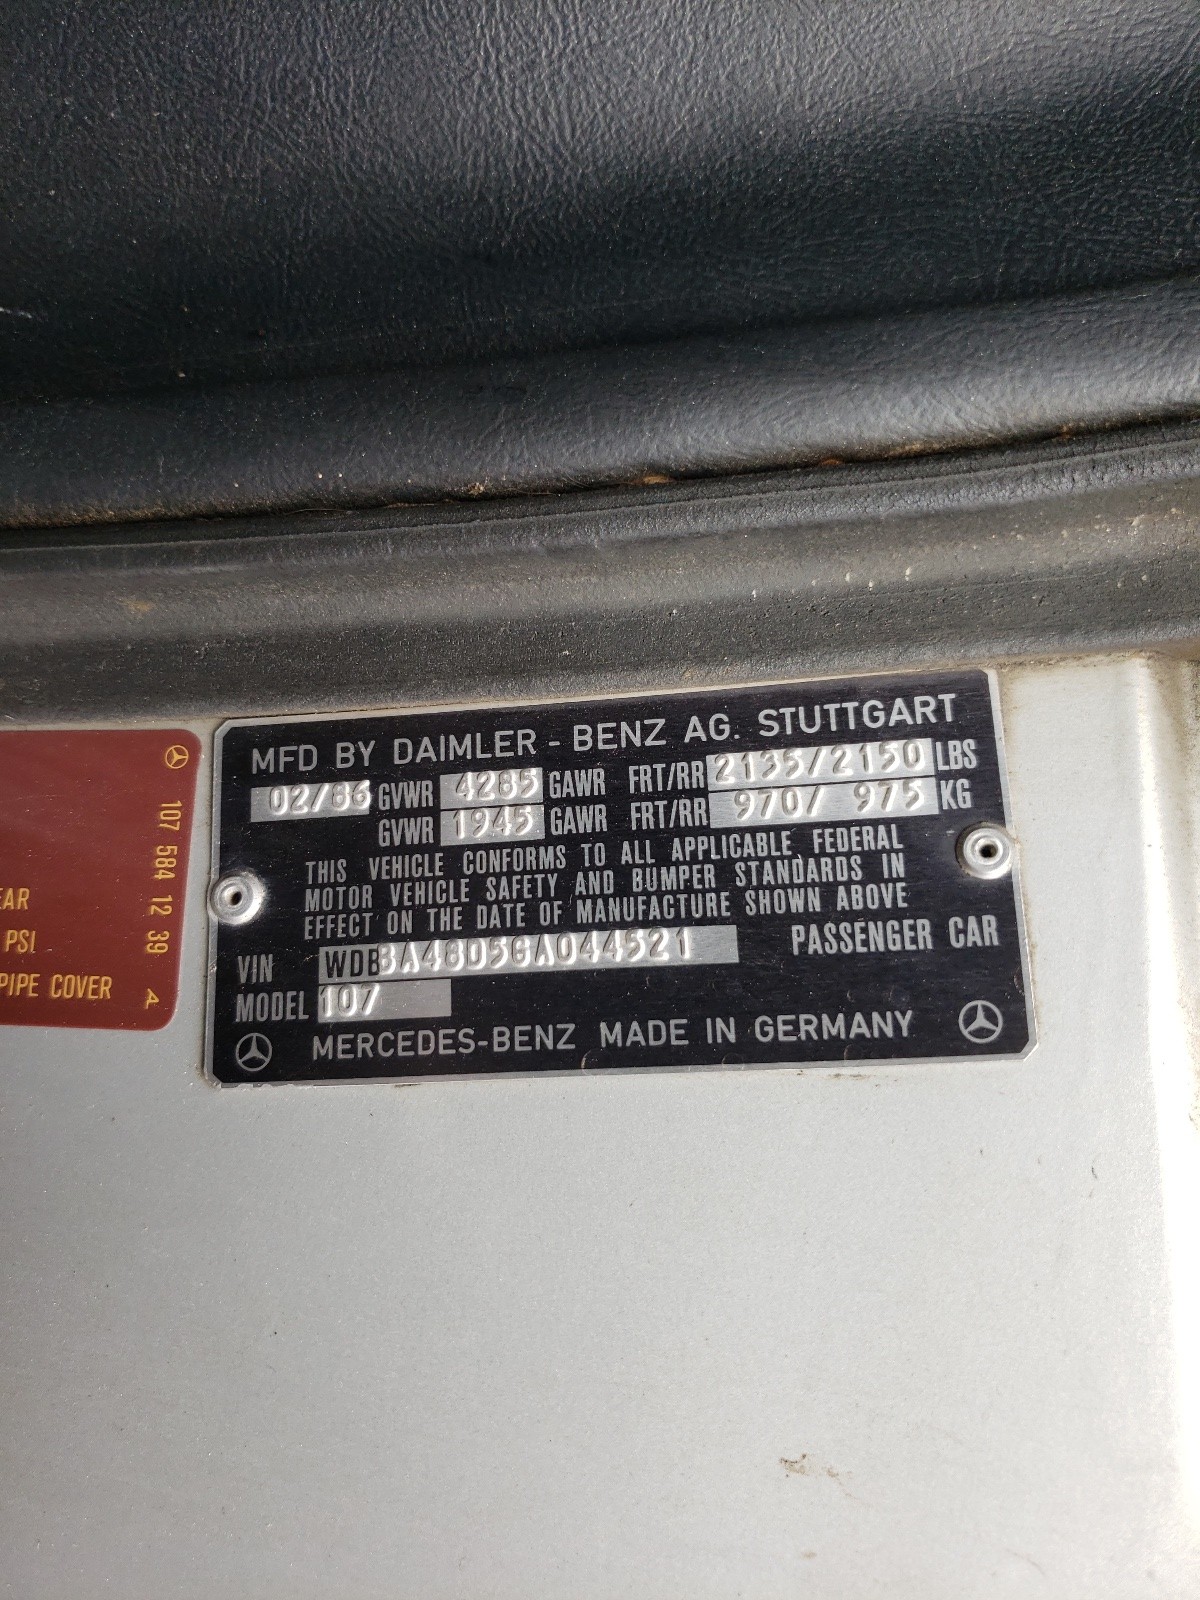 MFD BY DAIMLER - BENZ AG. STUTTGART
02/86 GVWR 4285 GAWR FRT/RR 2135/2150 LBS
GVWR 1945 GAWR FRT/RR 970/ 975 KG
THIS VEHICLE CONFORMS TO ALL APPLICABLE FEDERAL
MOTOR VEHICLE SAFETY AND BUMPER STANDARDS IN
EFFECT ON THE DATE OF MANUFACTURE SHOWN ABOVE
VIN WDBBA48D5GA044521 PASSENGER CAR
MODEL 107
MERCEDES-BENZ MADE IN GERMANY
EAR
PSI
PIPE COVER
107 584 12 39 A